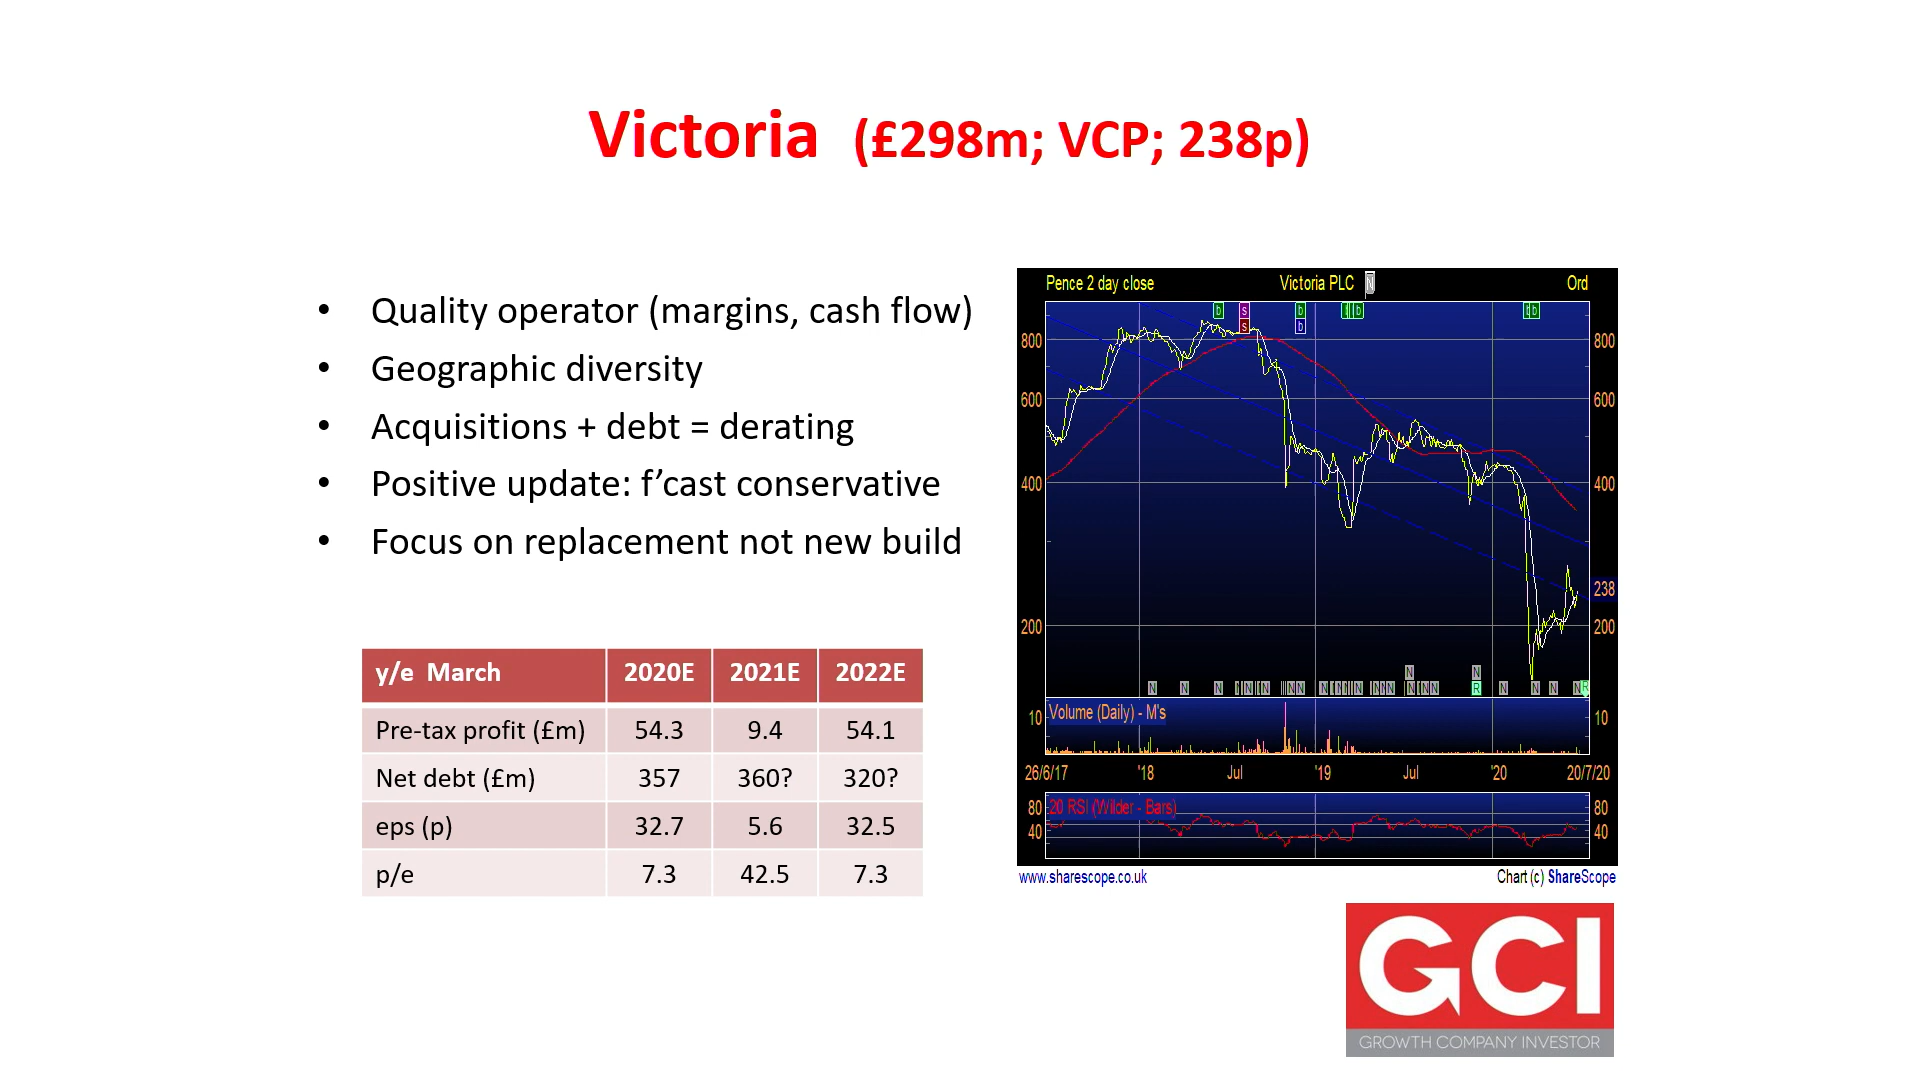 Victoria (£298m; VCP; 238p)
• Quality operator (margins, cash flow)
• Geographic diversity
• Acquisitions + debt = derating
• Positive update: f’cast conservative
• Focus on replacement not new build
y/e March 2020E 2021E 2022E
Pre-tax profit (£m) 54.3 9.4 54.1
Net debt (£m) 357 360? 320?
eps (p) 32.7 5.6 32.5
p/e 7.3 42.5 7.3
Pence 2 day close Victoria PLC N Ord
b s b b b
s b
800 800
600 600
400 400
238
200 200
Volume (Daily) - M's
10 10
26/6/17 '18 Jul '19 Jul '20 20/7/20
20 RSI (Wilder - Bars)
80 80
40 40
www.sharescope.co.uk Chart (c) ShareScope
GCI
GROWTH COMPANY INVESTOR